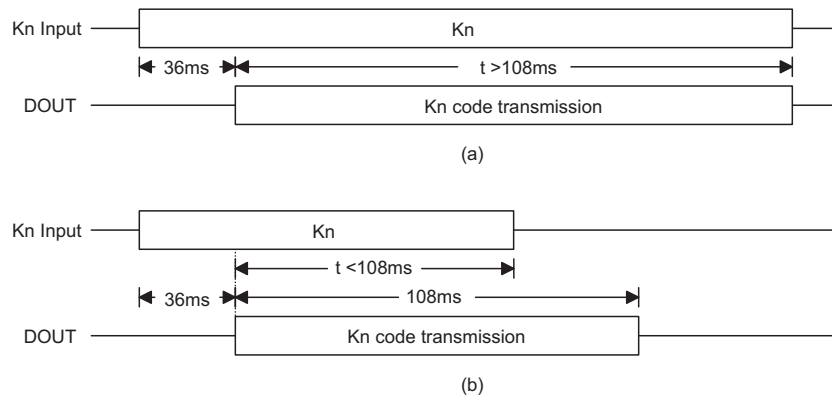 Kn Input
Kn
36ms
t >108ms
DOUT
Kn code transmission
(a)
Kn Input
Kn
t <108ms
36ms
108ms
DOUT
Kn code transmission
(b)